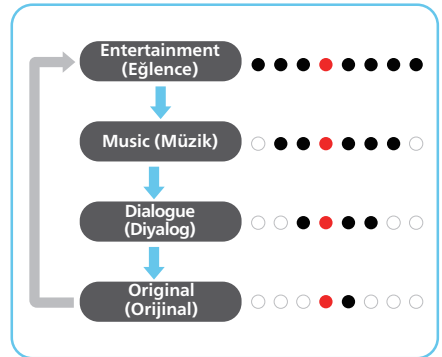 Entertainment
(Eğlence)
Music (Müzik)
Dialogue
(Diyalog)
Original
(Orijinal)